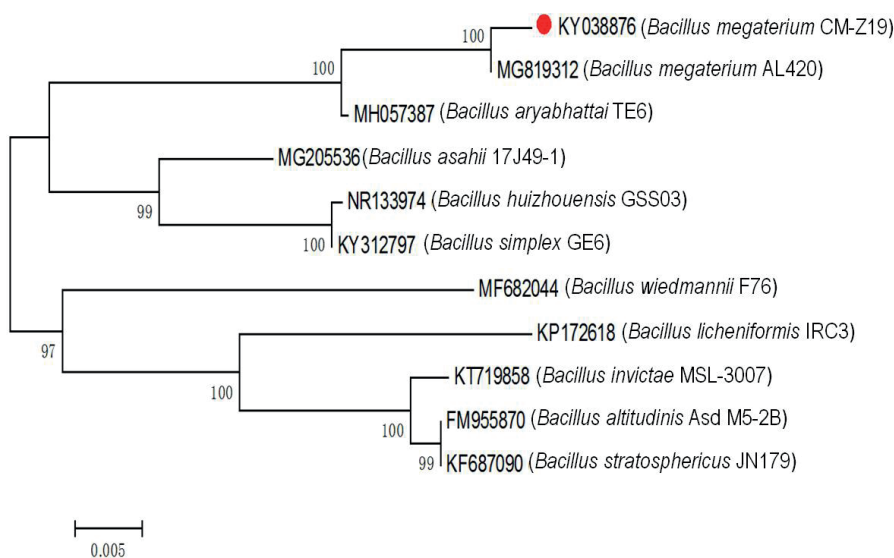 100
KY038876 (Bacillus megaterium CM-Z19)
100
MG819312 (Bacillus megaterium AL420)
MH057387(Bacillus aryabhattai TE6)
MG205536(Bacillus asahii 17J49-1)
99
NR133974 (Bacillus huizhouensis GSS03)
100
KY312797 (Bacillus simplex GE6)
MF682044 (Bacillus wiedmannii F76)
97
KP172618 (Bacillus licheniformis IRC3)
100
KT719858 (Bacillus invictae MSL-3007)
100
FM955870 (Bacillus altitudinis Asd M5-2B)
99
KF687090 (Bacillus stratosphericus JN179)
0.005